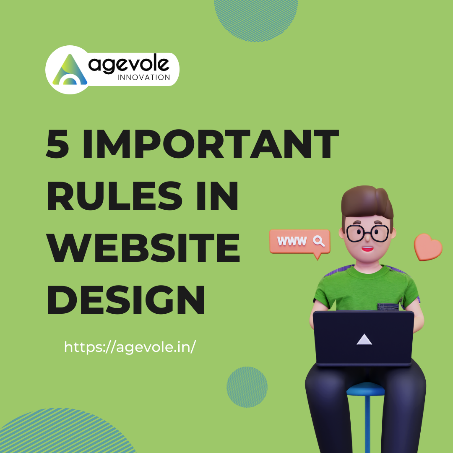 agevole
INNOVATION
5 IMPORTANT
RULES IN
WEBSITE
DESIGN
www
https://agevole.in/